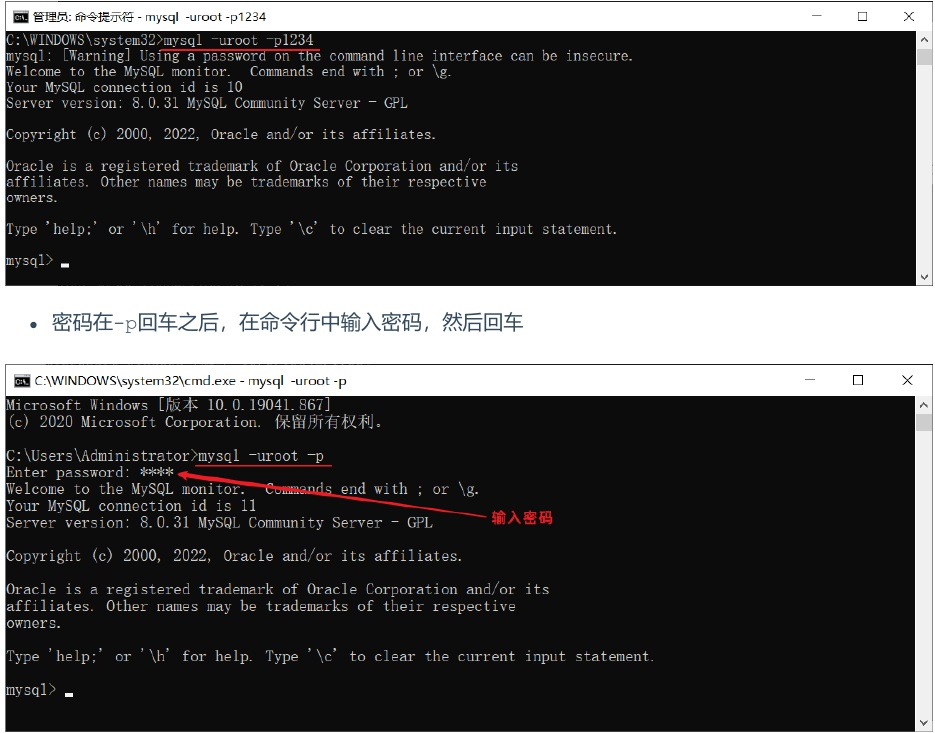 管理员: 命令提示符 - mysql -uroot -p1234
C:\WINDOWS\system32>mysql -uroot -p1234
mysql: [Warning] Using a password on the command line interface can be insecure.
Welcome to the MySQL monitor.  Commands end with ; or \g.
Your MySQL connection id is 10
Server version: 8.0.31 MySQL Community Server - GPL
Copyright (c) 2000, 2022, Oracle and/or its affiliates.
Oracle is a registered trademark of Oracle Corporation and/or its
affiliates. Other names may be trademarks of their respective
owners.
Type 'help;' or '\h' for help. Type '\c' to clear the current input statement.
mysql>
• 密码在-p回车之后，在命令行中输入密码，然后回车
C:\WINDOWS\system32\cmd.exe - mysql -uroot -p
Microsoft Windows [版本 10.0.19041.867]
(c) 2020 Microsoft Corporation. 保留所有权利。
C:\Users\Administrator>mysql -uroot -p
Enter password: ****
Welcome to the MySQL monitor.  Commands end with ; or \g.
Your MySQL connection id is 11
输入密码
Server version: 8.0.31 MySQL Community Server - GPL
Copyright (c) 2000, 2022, Oracle and/or its affiliates.
Oracle is a registered trademark of Oracle Corporation and/or its
affiliates. Other names may be trademarks of their respective
owners.
Type 'help;' or '\h' for help. Type '\c' to clear the current input statement.
mysql>